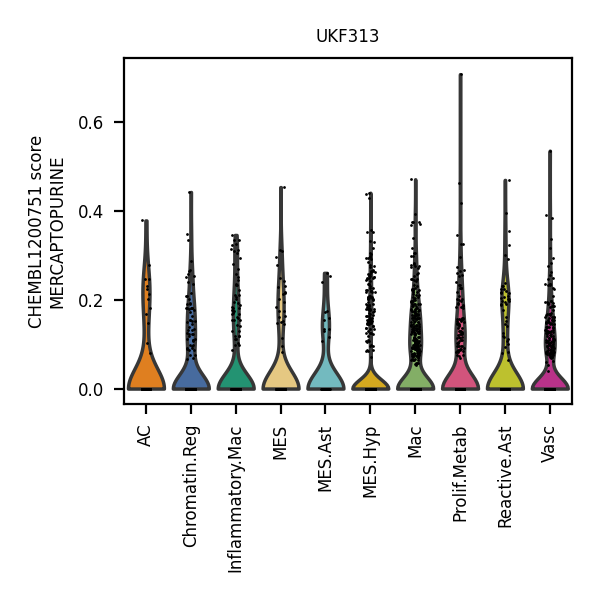 UKF313
CHEMBL1200751 score
MERCAPTOPURINE
0.6
0.4
0.2
0.0
AC
Chromatin.Reg
Inflammatory.Mac
MES
MES.Ast
MES.Hyp
Mac
Prolif.Metab
Reactive.Ast
Vasc